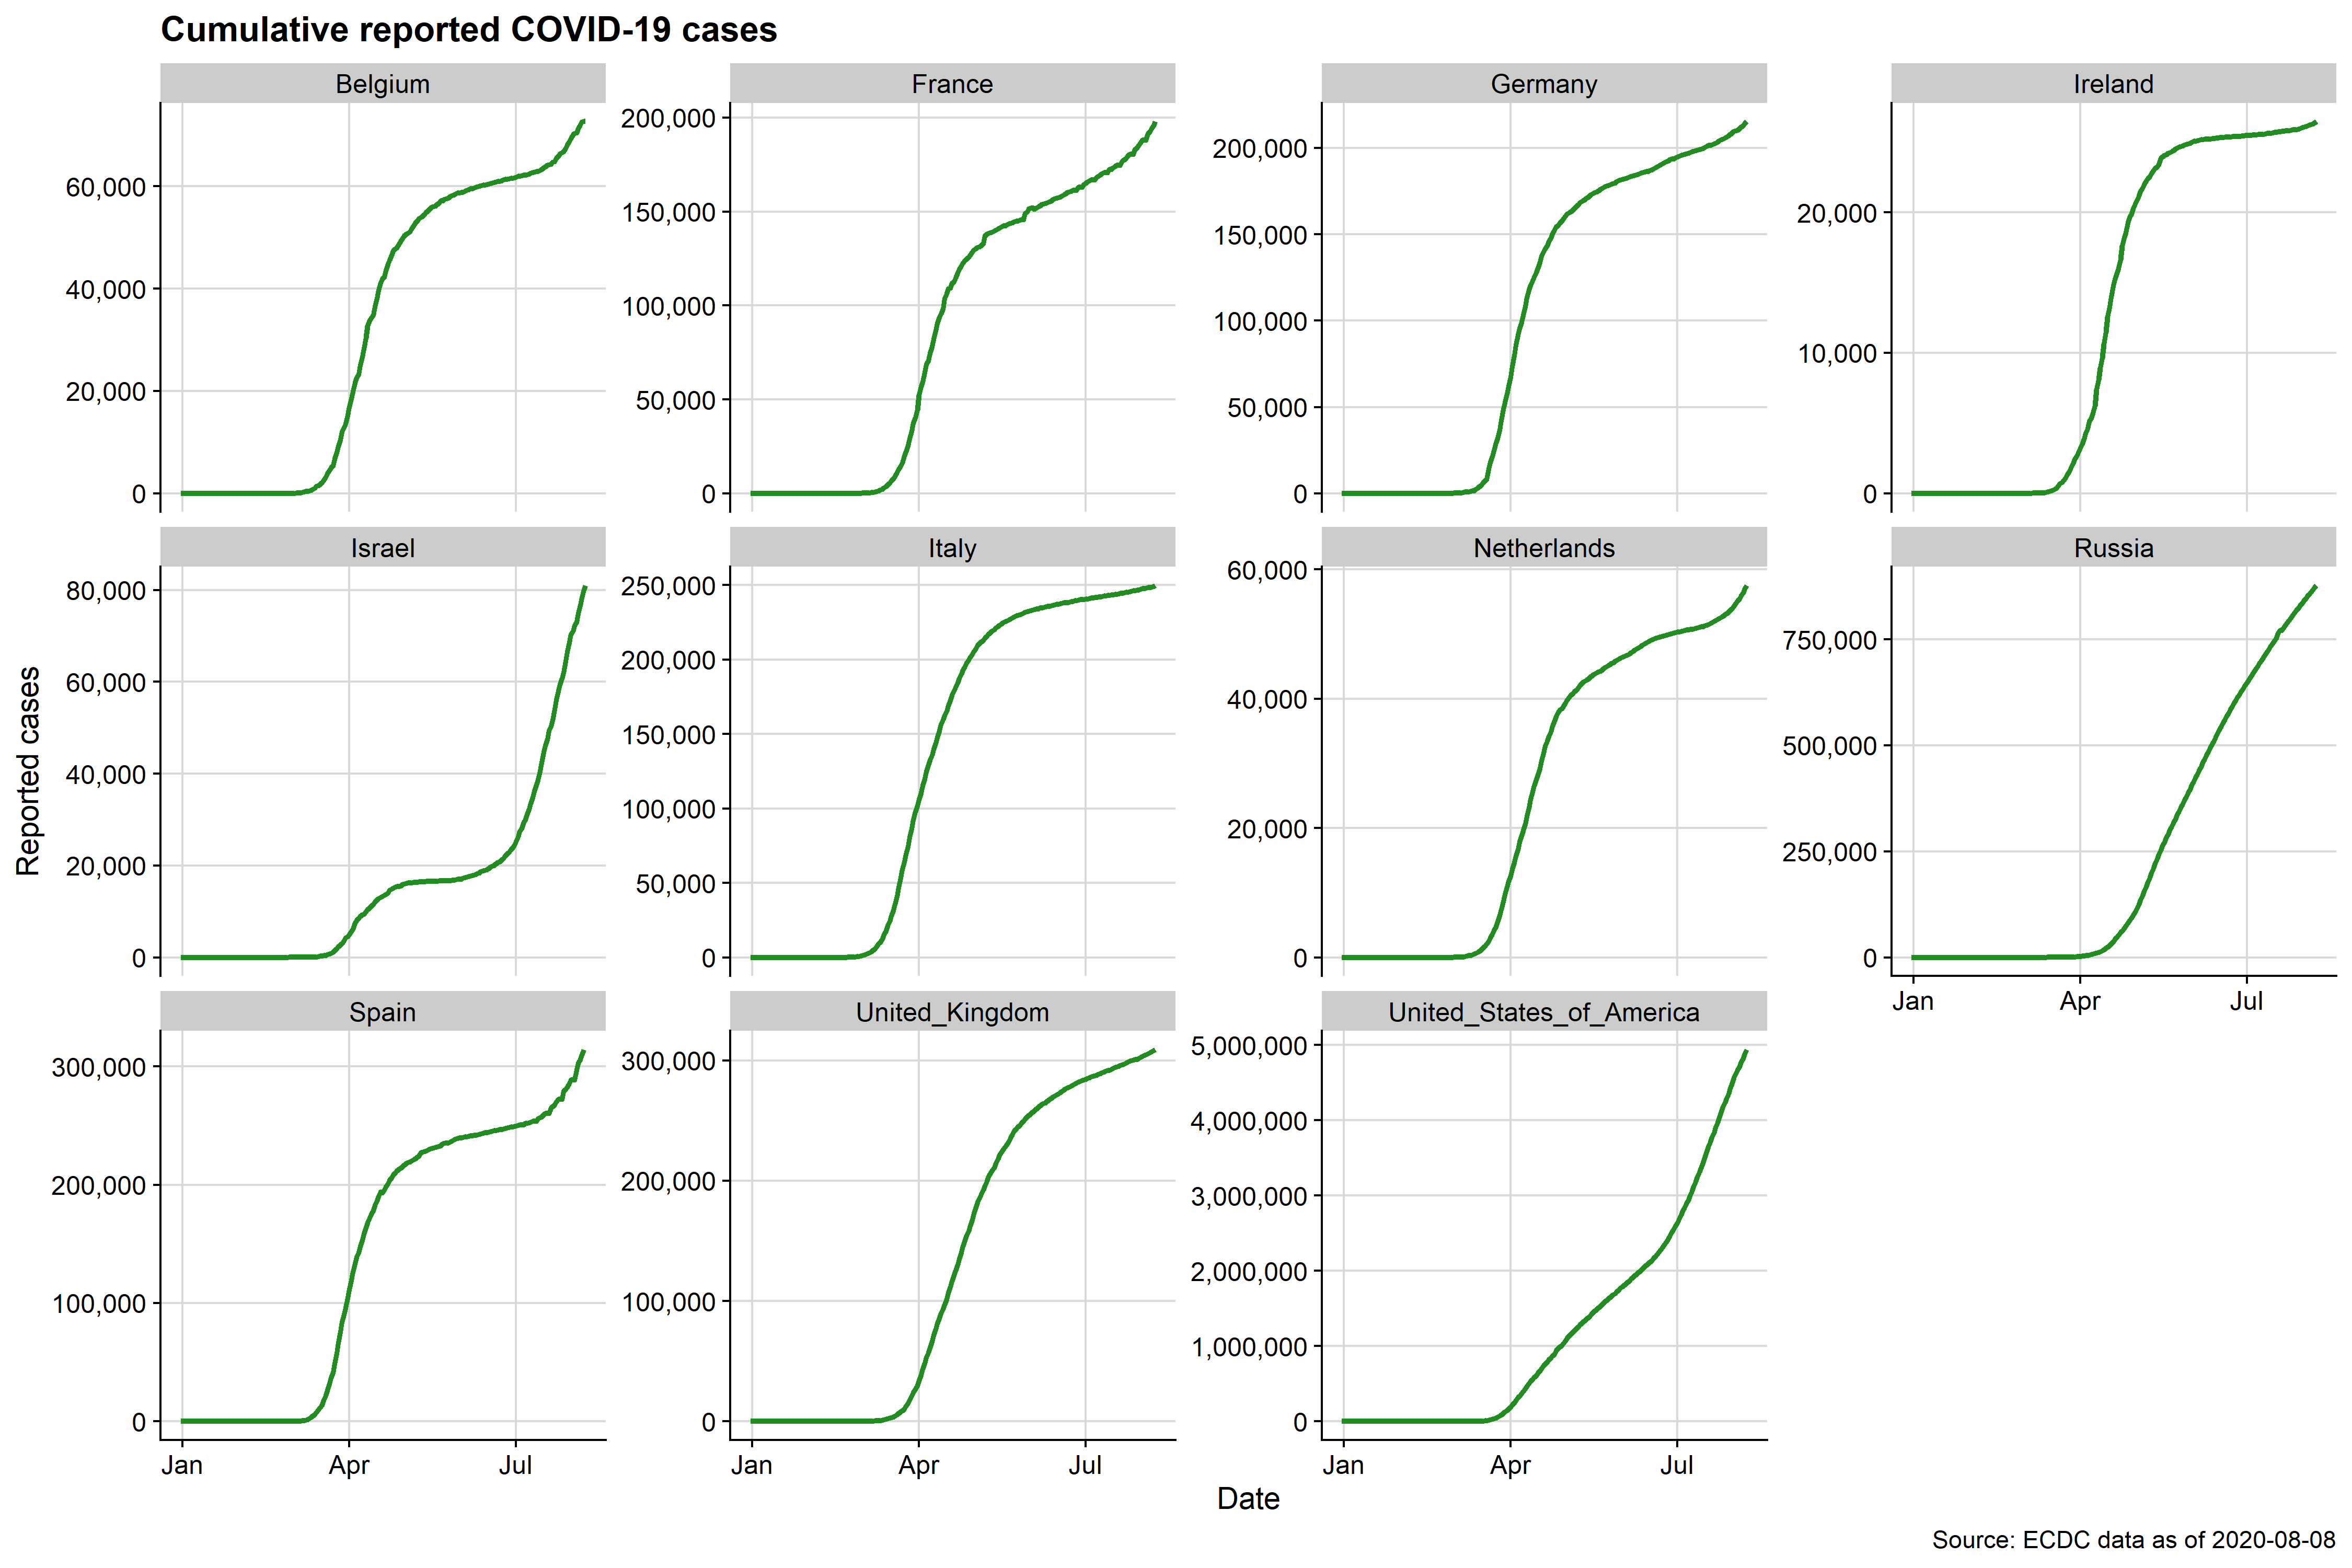 Cumulative reported COVID-19 cases
Belgium
France
Germany
Ireland
60,000
40,000
20,000
0
200,000
150,000
100,000
50,000
0
200,000
150,000
100,000
50,000
0
20,000
10,000
0
Israel
Italy
Netherlands
Russia
80,000
60,000
40,000
20,000
0
250,000
200,000
150,000
100,000
50,000
0
60,000
40,000
20,000
0
750,000
500,000
250,000
0
Jan Apr Jul
Reported cases
Spain
United_Kingdom
United_States_of_America
300,000
200,000
100,000
0
300,000
200,000
100,000
0
5,000,000
4,000,000
3,000,000
2,000,000
1,000,000
0
Jan Apr Jul
Jan Apr Jul
Jan Apr Jul
Date
Source: ECDC data as of 2020-08-08